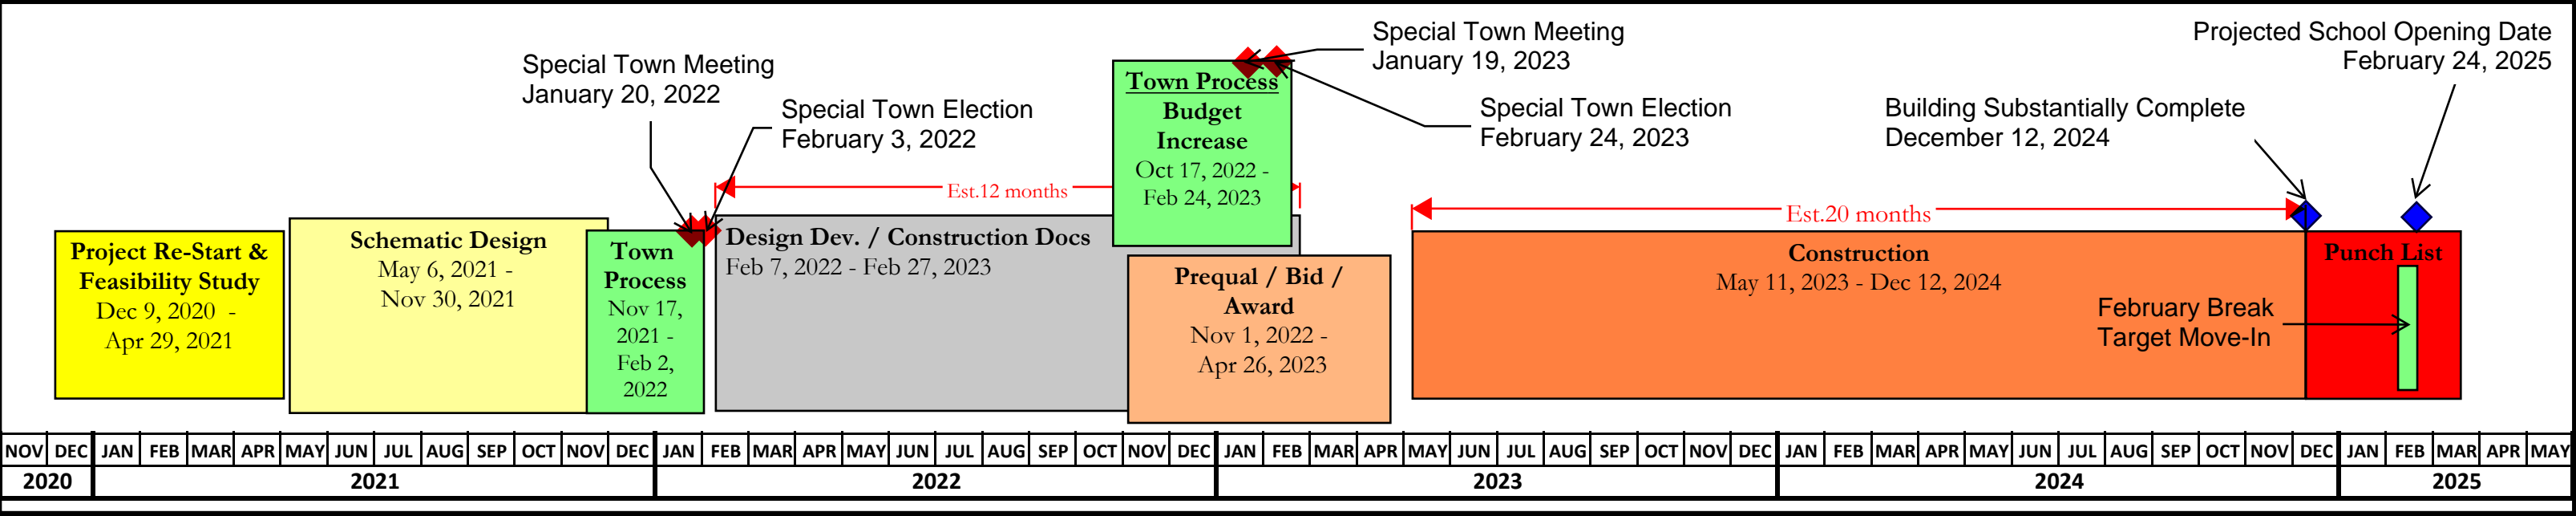 Special Town Meeting
January 20, 2022
Special Town Election
February 3, 2022
Special Town Meeting
January 19, 2023
Special Town Election
February 24, 2023
Projected School Opening Date
February 24, 2025
Building Substantially Complete
December 12, 2024
Project Re-Start &
Feasibility Study
Dec 9, 2020 -
Apr 29, 2021
Schematic Design
May 6, 2021 -
Nov 30, 2021
Town
Process
Nov 17,
2021 -
Feb 2,
2022
Est.12 months
Design Dev. / Construction Docs
Feb 7, 2022 - Feb 27, 2023
Town Process
Budget
Increase
Oct 17, 2022 -
Feb 24, 2023
Prequal / Bid /
Award
Nov 1, 2022 -
Apr 26, 2023
Est.20 months
Construction
May 11, 2023 - Dec 12, 2024
Punch List
February Break
Target Move-In
NOV DEC JAN FEB MAR APR MAY JUN JUL AUG SEP OCT NOV DEC JAN FEB MAR APR MAY JUN JUL AUG SEP OCT NOV DEC JAN FEB MAR APR MAY JUN JUL AUG SEP OCT NOV DEC JAN FEB MAR APR MAY JUN JUL AUG SEP OCT NOV DEC JAN FEB MAR APR MAY
2020 2021 2022 2023 2024 2025